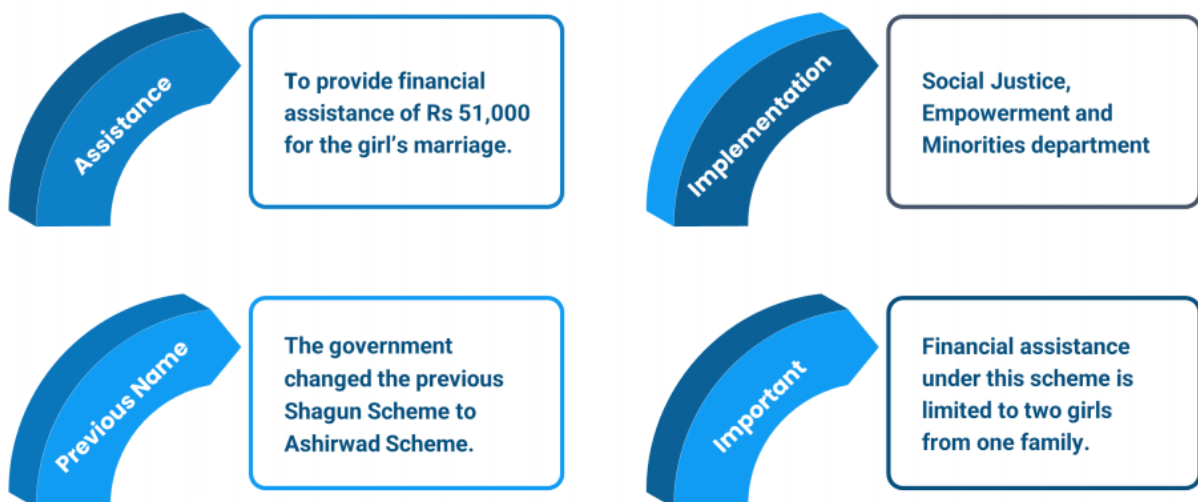 Assistance
To provide financial
assistance of Rs 51,000
for the girl's marriage.
Implementation
Social Justice,
Empowerment and
Minorities department
Previous Name
The government
changed the previous
Shagun Scheme to
Ashirwad Scheme.
Important
Financial assistance
under this scheme is
limited to two girls
from one family.